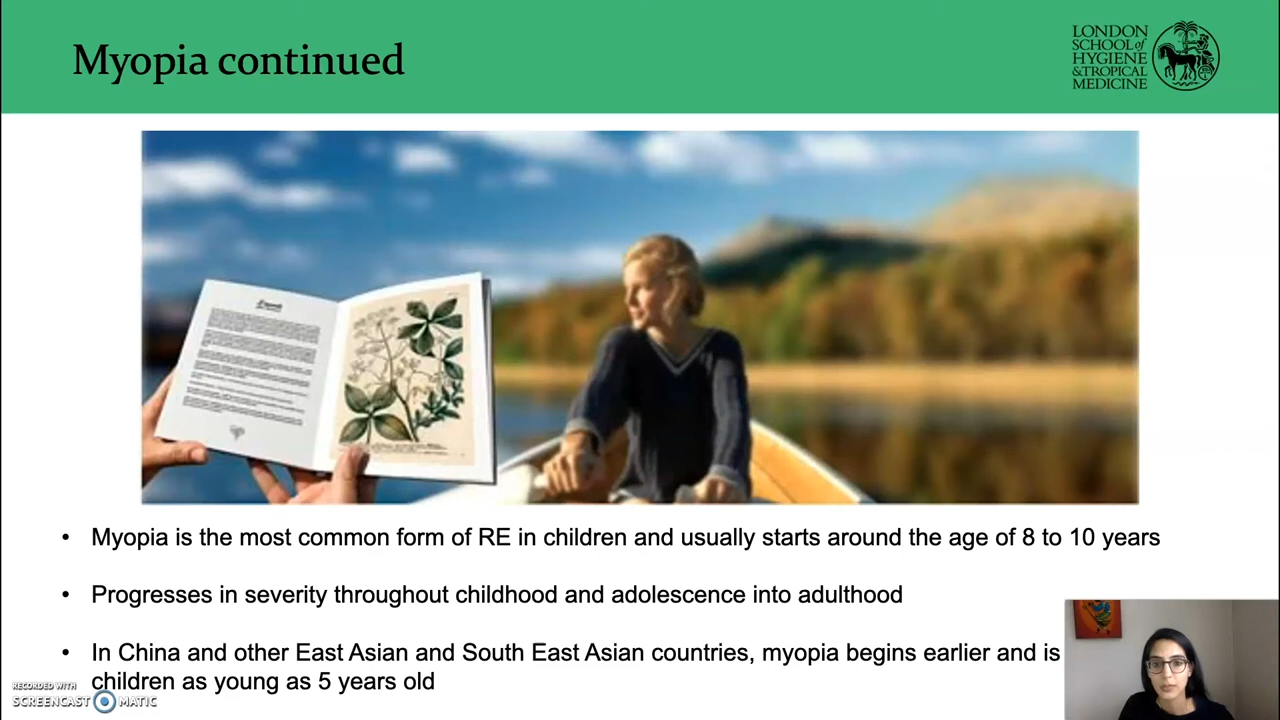 Myopia continued
LONDON
SCHOOL of
HYGIENE
& TROPICAL
MEDICINE
• Myopia is the most common form of RE in children and usually starts around the age of 8 to 10 years
• Progresses in severity throughout childhood and adolescence into adulthood
• In China and other East Asian and South East Asian countries, myopia begins earlier and is
children as young as 5 years old
RECORDED WITH
SCREENCAST MATIC